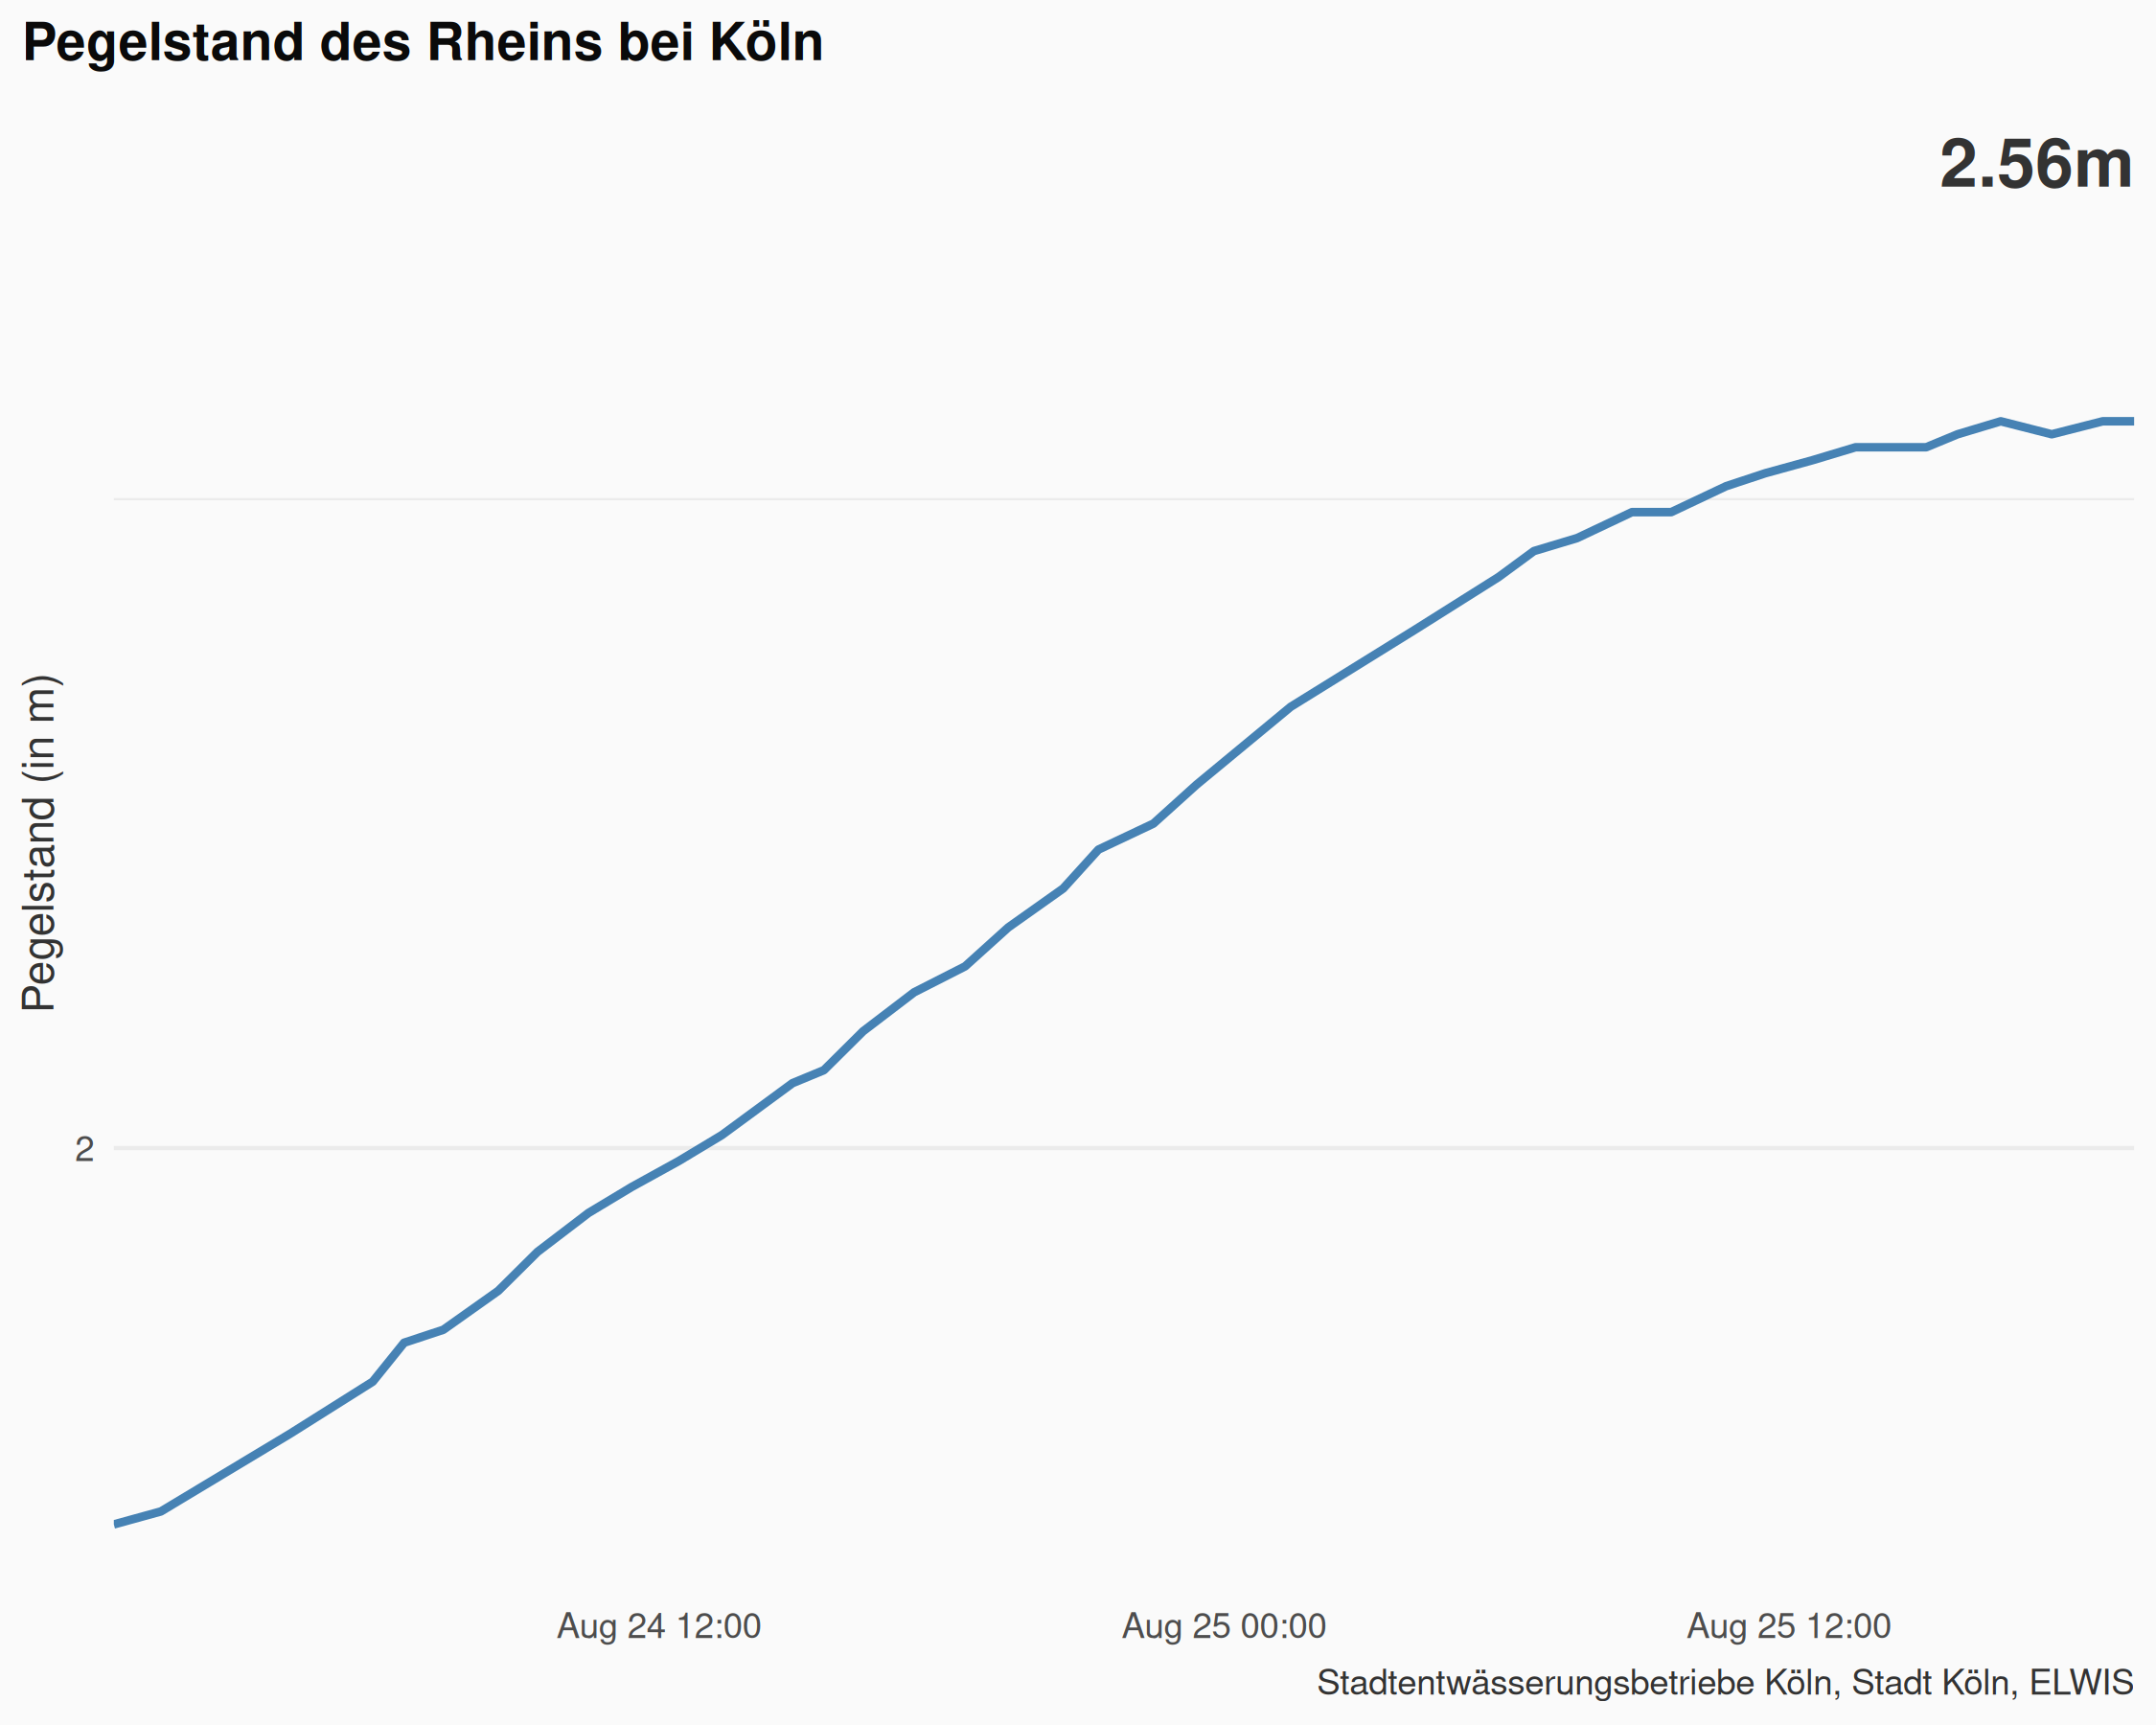 Pegelstand des Rheins bei Köln
2.56m
Pegelstand (in m)
2
Aug 24 12:00
Aug 25 00:00
Aug 25 12:00
Stadtentwässerungsbetriebe Köln, Stadt Köln, ELWIS